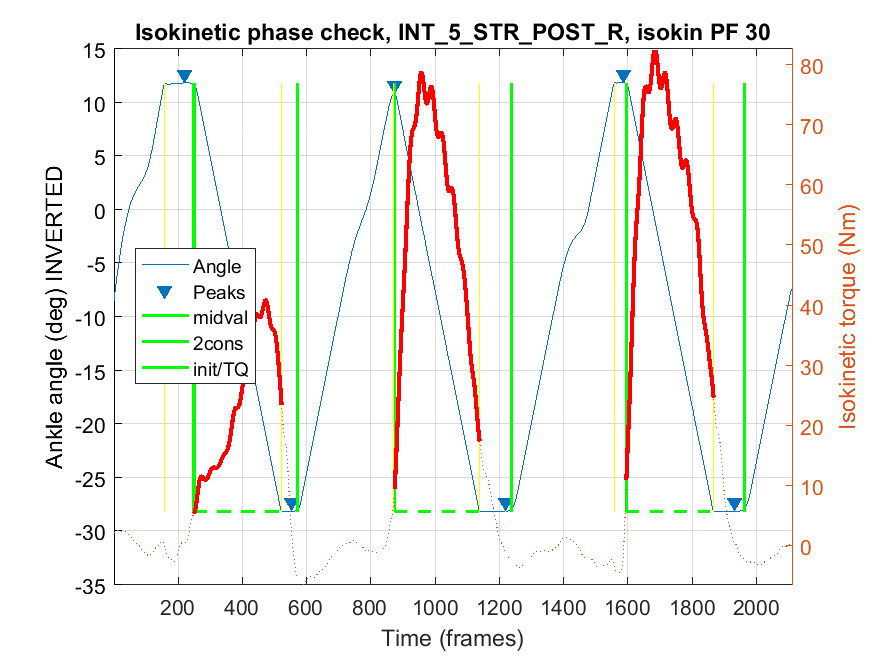 Isokinetic phase check, INT_5_STR_POST_R, isokin PF 30
Ankle angle (deg) INVERTED
15
10
5
0
-5
-10
-15
-20
-25
-30
-35
Angle
Peaks
midval
2cons
init/TQ
80
70
60
50
40
30
20
10
0
Isokinetic torque (Nm)
200 400 600 800 1000 1200 1400 1600 1800 2000
Time (frames)